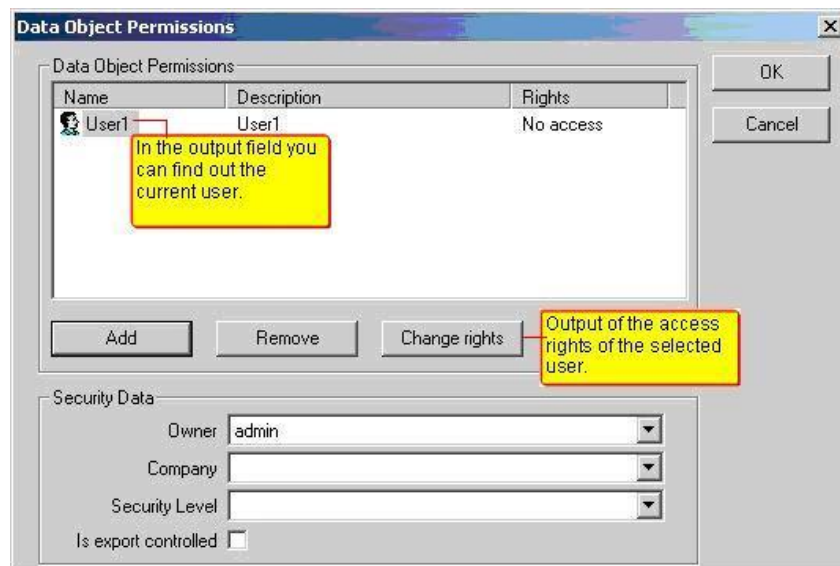 Data Object Permissions
Data Object Permissions
Name Description Rights
User1 User1 No access
In the output field you
can find out the
current user.
OK
Cancel
Add Remove Change rights
Output of the access
rights of the selected
user.
Security Data
Owner admin
Company
Security Level
Is export controlled